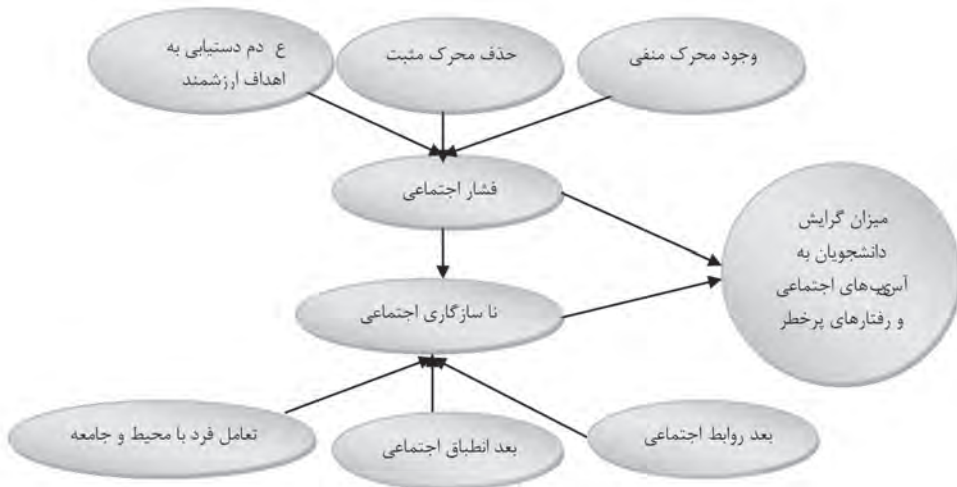 وجود محرک منفی
حذف محرک مثبت
ع دم دستیابی به
اهداف ارزشمند
فشار اجتماعی
میزان گرایش
دانشجویان به
آسیب‌های اجتماعی
و رفتارهای پرخطر
نا سازگاری اجتماعی
بعد روابط اجتماعی
بعد انطباق اجتماعی
تعامل فرد با محیط و جامعه